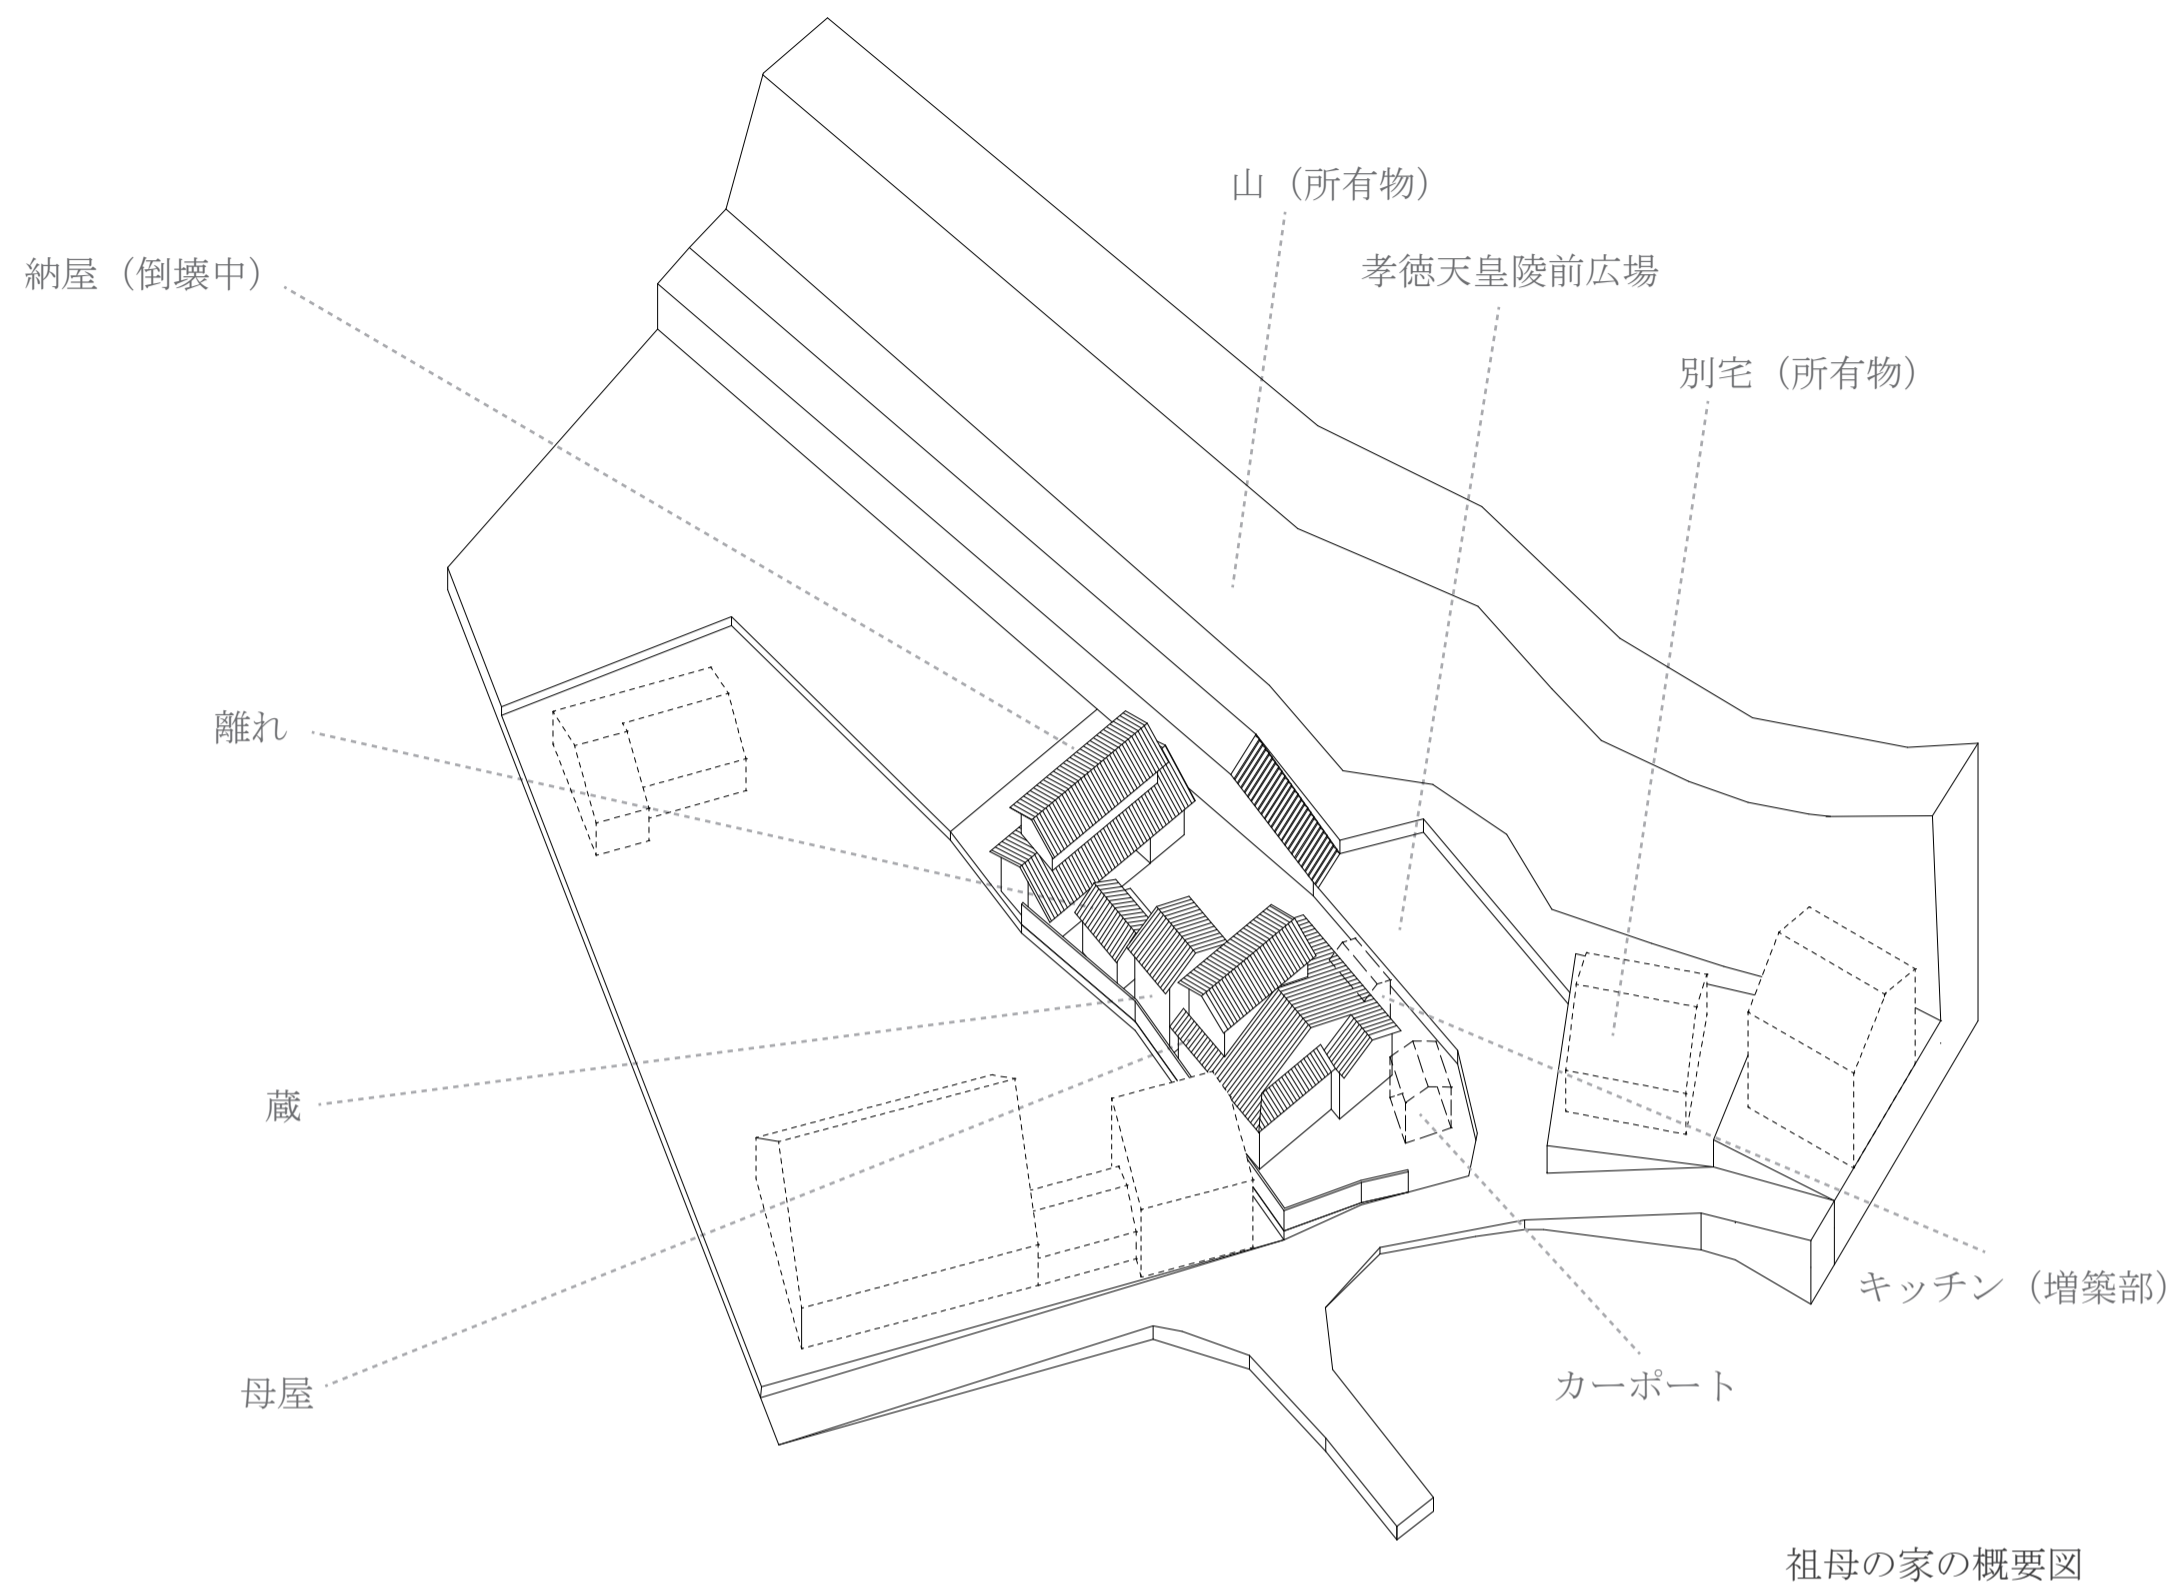 山（所有物）
孝徳天皇陵前広場
納屋（倒壊中）
別宅（所有物）
離れ
蔵
キッチン（増築部）
母屋
カーポート
祖母の家の概要図